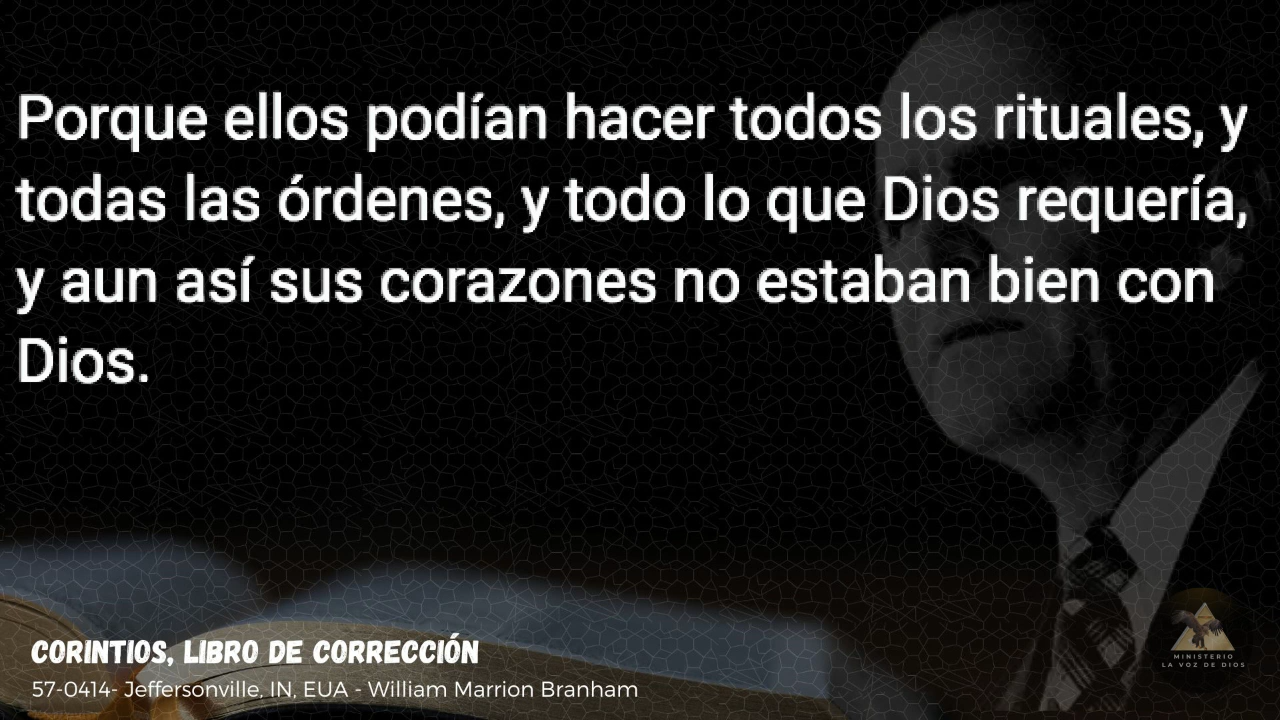 Porque ellos podían hacer todos los rituales, y
todas las órdenes, y todo lo que Dios requería,
y aun así sus corazones no estaban bien con
Dios.
CORINTIOS, LIBRO DE CORRECCIÓN
57-0414- Jeffersonville, IN, EUA - William Marrion Branham
MINISTERIO
LA VOZ DE DIOS